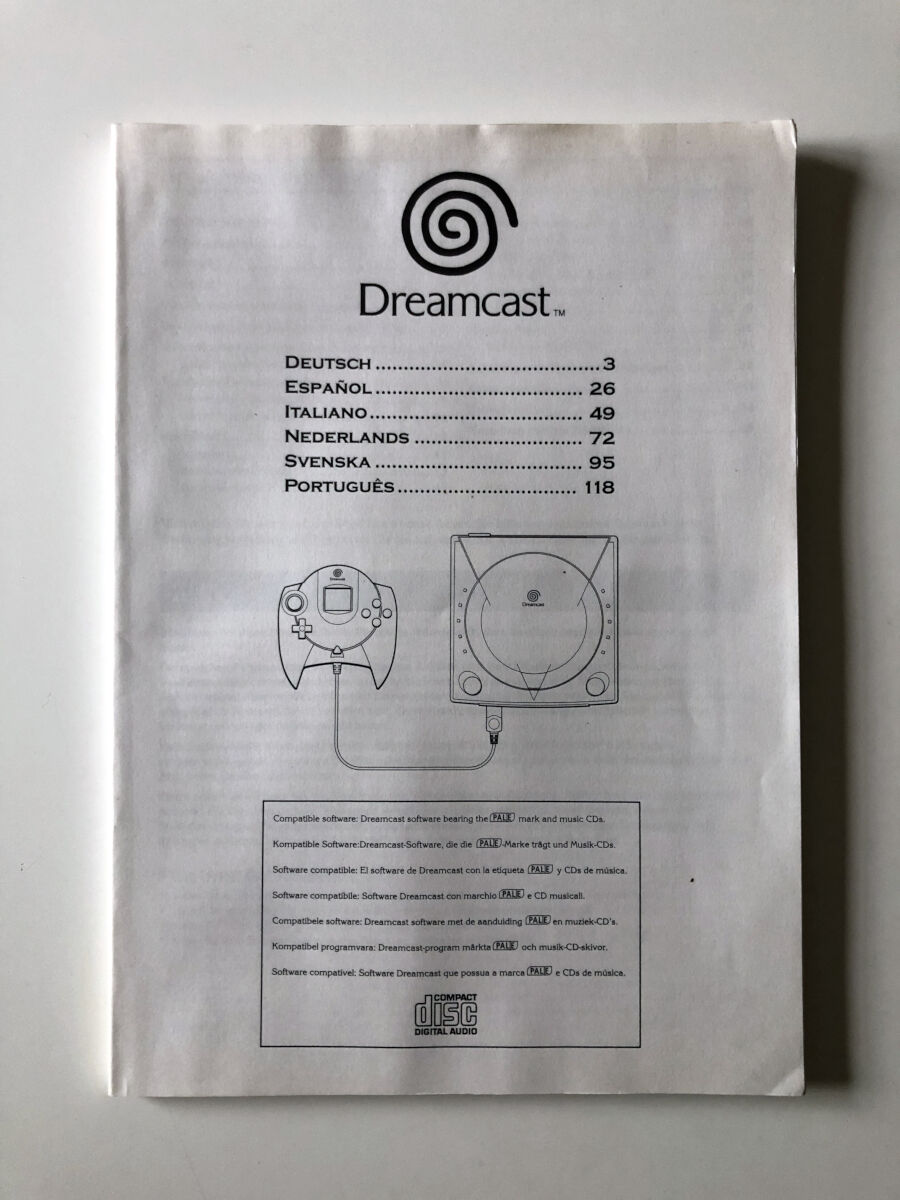 Dreamcast™
DEUTSCH ........................................ 3
ESPAÑOL ..................................... 26
ITALIANO ..................................... 49
NEDERLANDS .............................. 72
SVENSKA ..................................... 95
PORTUGUÊS ................................ 118
Dreamcast
Dreamcast
Compatible software: Dreamcast software bearing the PAL/E mark and music CDs.
Kompatible Software:Dreamcast-Software, die die PAL/E-Marke trägt und Musik-CDs.
Software compatible: El software de Dreamcast con la etiqueta PAL/E y CDs de música.
Software compatibile: Software Dreamcast con marchio PAL/E e CD musicali.
Compatibele software: Dreamcast software met de aanduiding PAL/E en muziek-CD's.
Kompatibel programvara: Dreamcast-program märkta PAL/E och musik-CD-skivor.
Software compatível: Software Dreamcast que possua a marca PAL/E e CDs de música.
COMPACT
disc
DIGITAL AUDIO